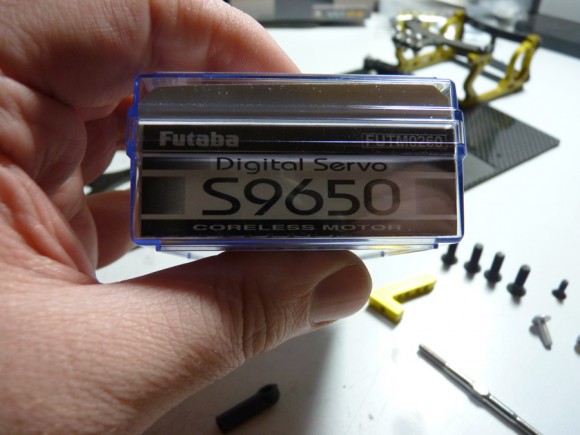 Futaba FUTM0260
Digital Servo
S9650
CORELESS MOTOR